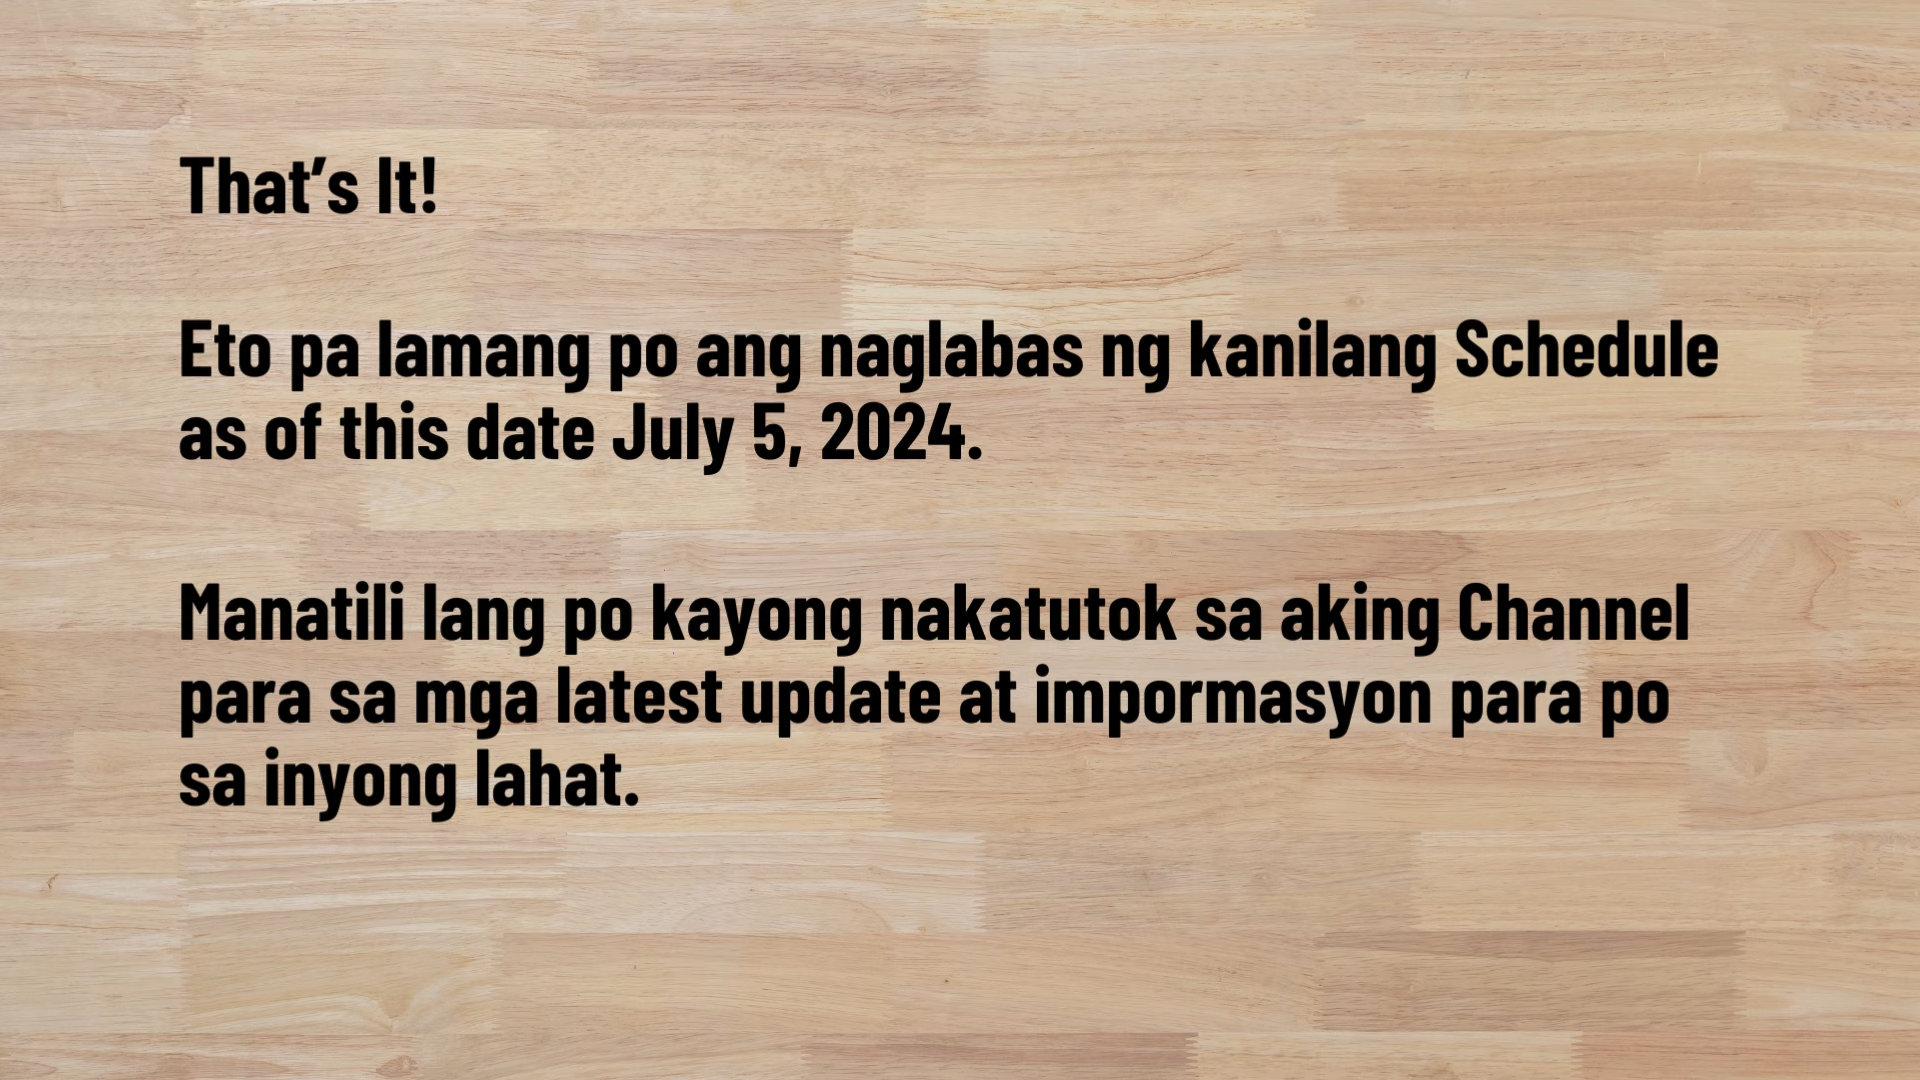 That’s It!
Eto pa lamang po ang naglabas ng kanilang Schedule
as of this date July 5, 2024.
Manatili lang po kayong nakatutok sa aking Channel
para sa mga latest update at impormasyon para po
sa inyong lahat.